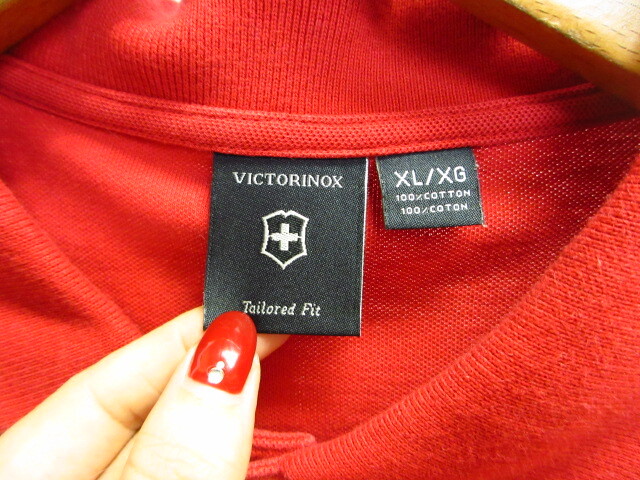 VICTORINOX
Tailored Fit
XL/XG
100%COTTON
100%COTON